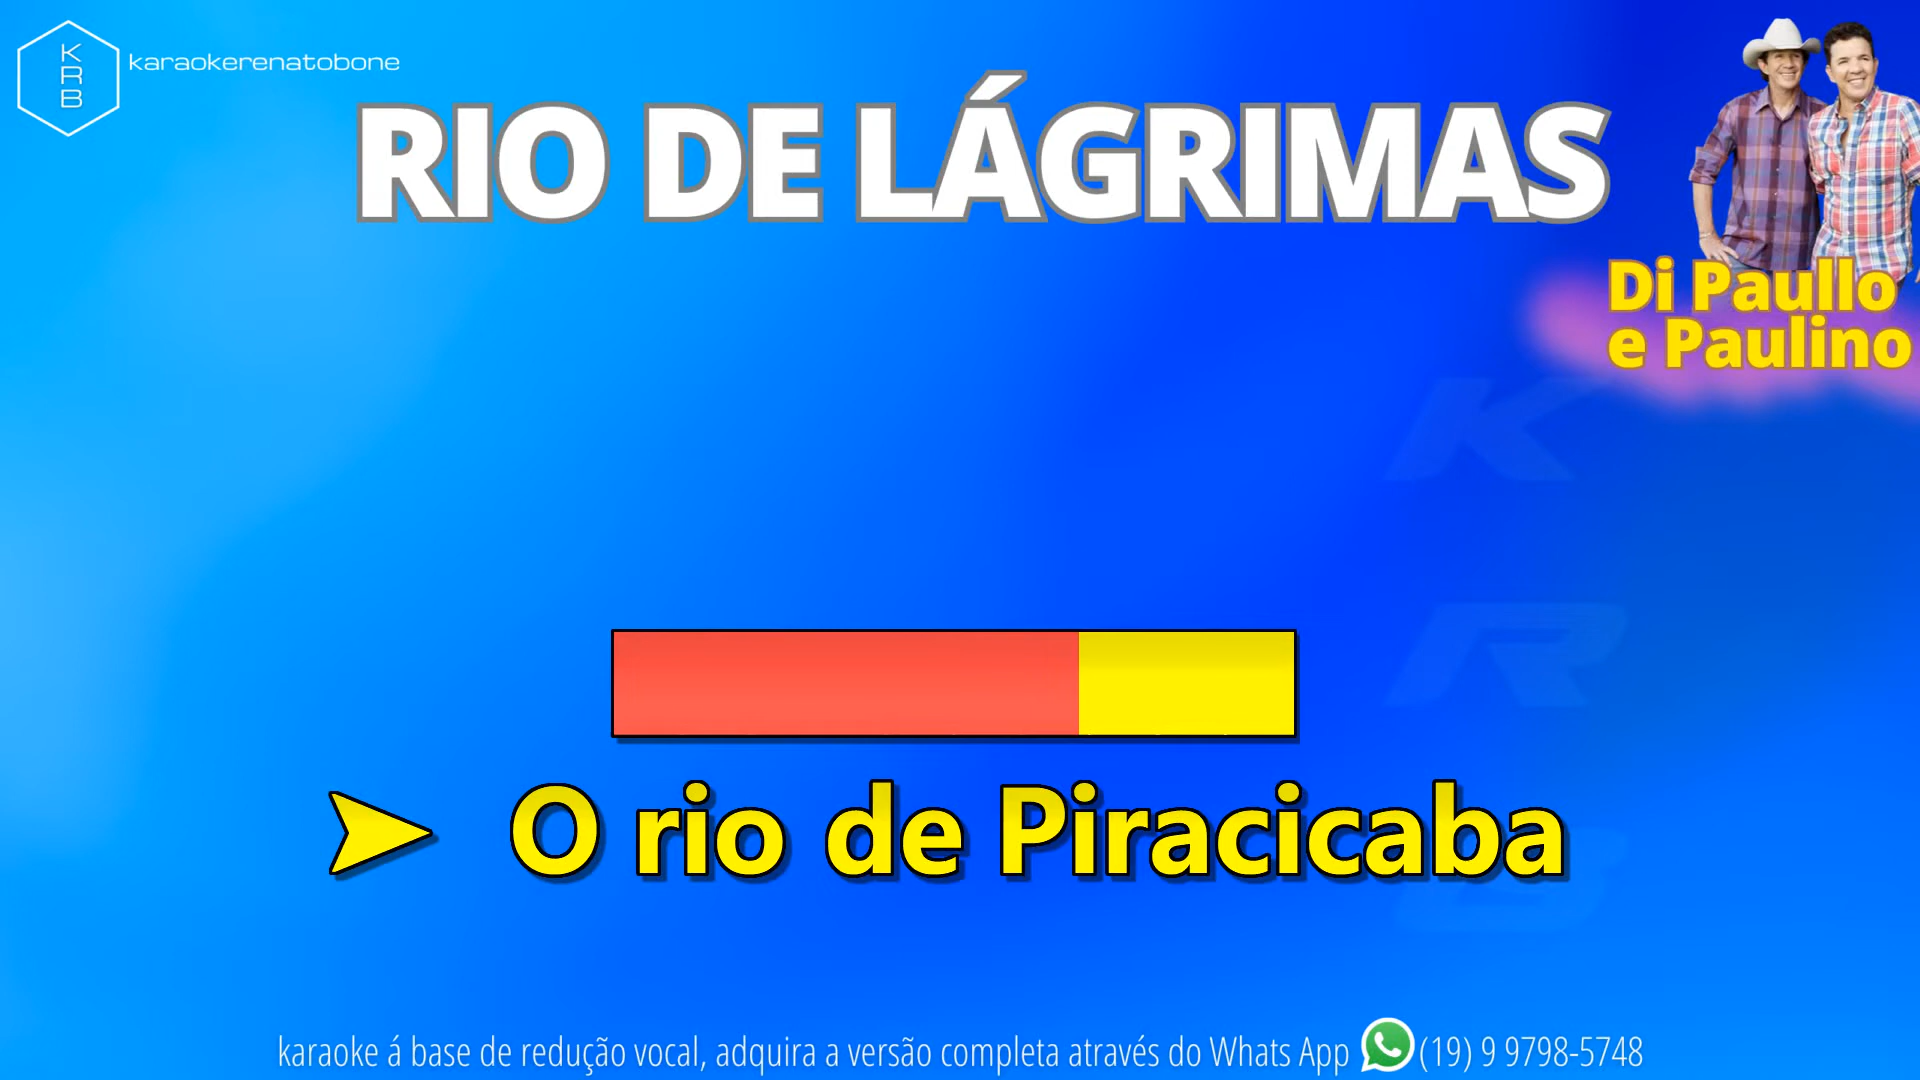 K
R
B
karaokerenatobone
RIO DE LÁGRIMAS
Di Paullo
e Paulino
K
R
B
➤ O rio de Piracicaba
karaoke á base de redução vocal, adquira a versão completa através do Whats App (19) 9 9798-5748